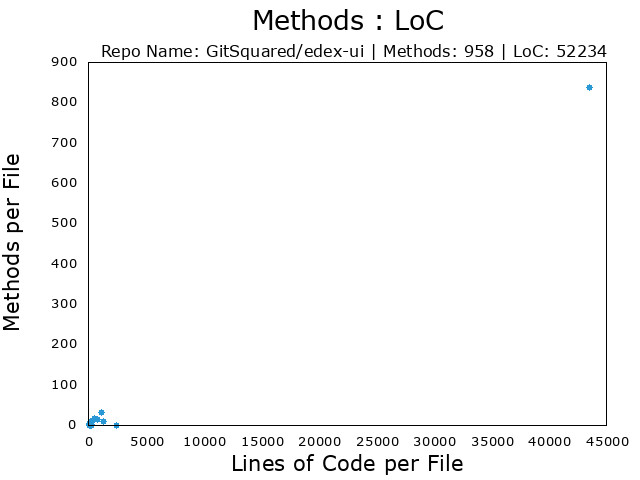 Methods : LoC
Repo Name: GitSquared/edex-ui | Methods: 958 | LoC: 52234
900
800
700
600
500
400
300
200
100
0
Methods per File
0 5000 10000 15000 20000 25000 30000 35000 40000 45000
Lines of Code per File